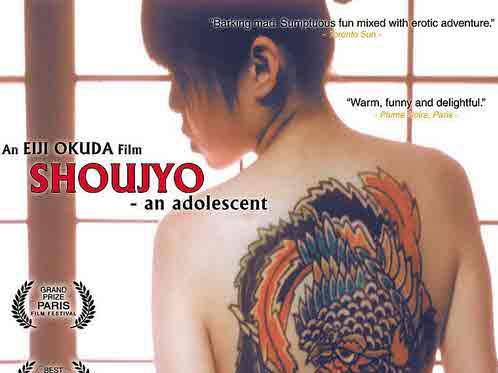 "Barking mad. Sumptuous fun mixed with erotic adventure."
- Toronto Sun -
"Warm, funny and delightful."
- Plume Noire, Paris -
An EIJI OKUDA Film
SHOUJYO
- an adolescent
GRAND
PRIZE
PARIS
FILM FESTIVAL
BEST